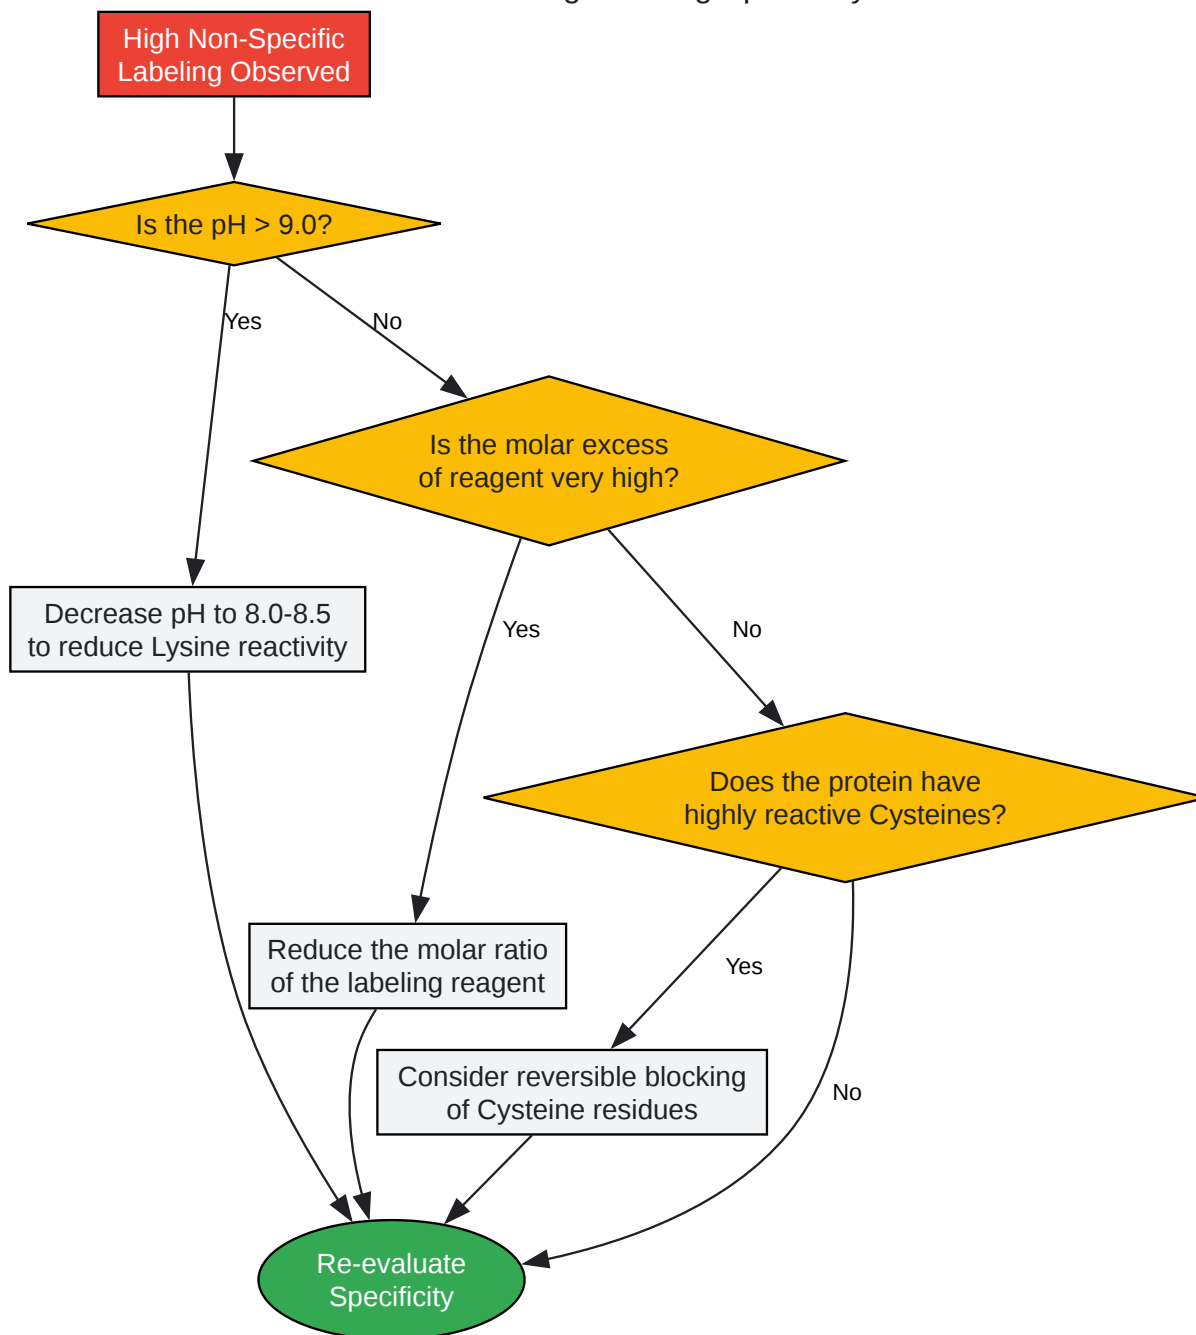 High Non-Specific
Labeling Observed
Is the pH > 9.0?
Yes
No
Is the molar excess
of reagent very high?
Decrease pH to 8.0-8.5
to reduce Lysine reactivity
Yes
No
Does the protein have
highly reactive Cysteines?
Reduce the molar ratio
of the labeling reagent
Yes
Consider reversible blocking
of Cysteine residues
No
Re-evaluate
Specificity